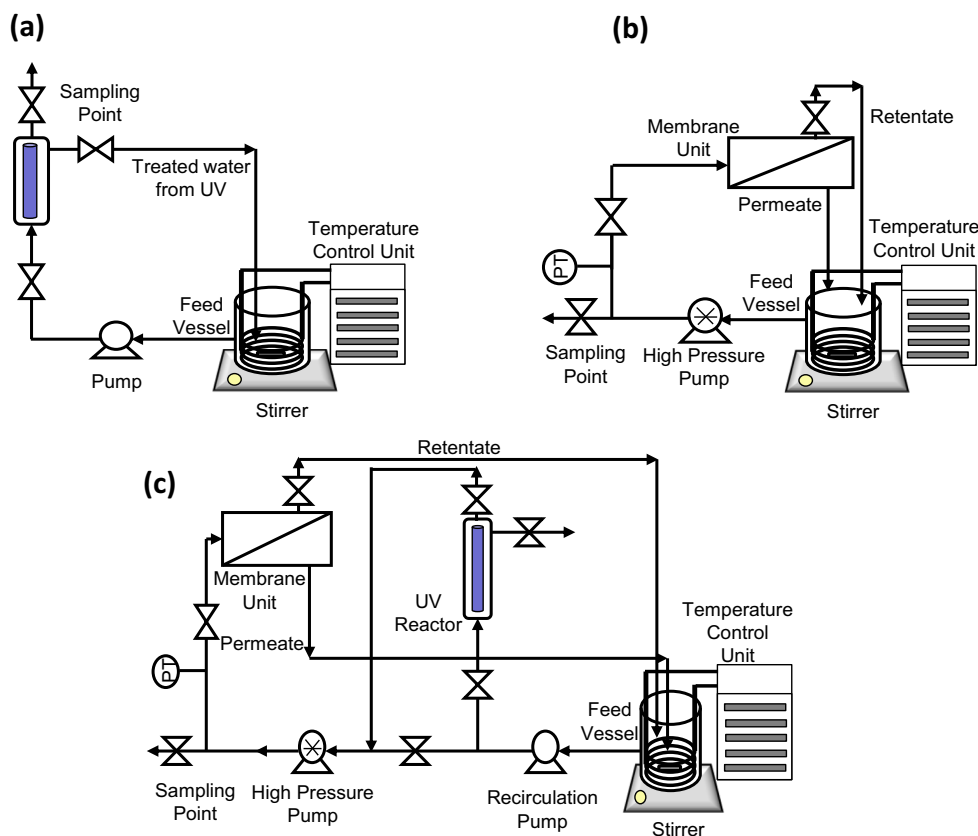 (a)
Sampling
Point
Treated water
from UV
Temperature
Control Unit
Feed
Vessel
Pump
Stirrer
(b)
Retentate
Membrane
Unit
Permeate
Temperature
Control Unit
PT
Feed
Vessel
Sampling
Point
High Pressure
Pump
Stirrer
(c)
Retentate
Membrane
Unit
UV
Reactor
Temperature
Control
Unit
Permeate
PT
Feed
Vessel
Sampling
Point
High Pressure
Pump
Recirculation
Pump
Stirrer